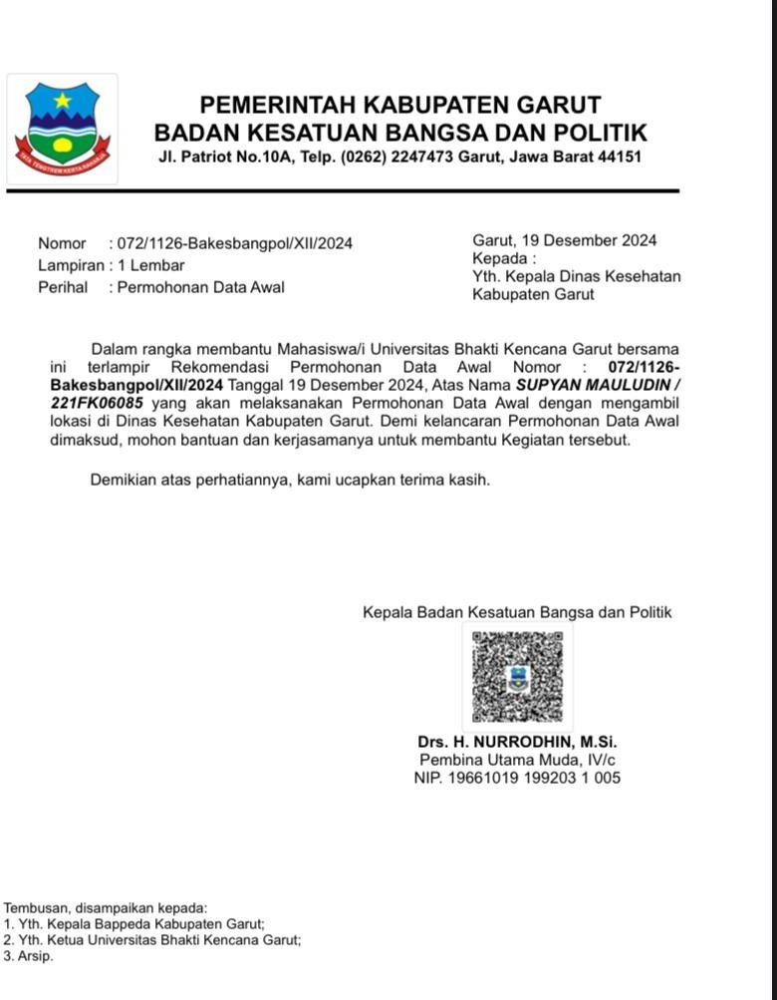 PEMERINTAH KABUPATEN GARUT
BADAN KESATUAN BANGSA DAN POLITIK
Jl. Patriot No.10A, Telp. (0262) 2247473 Garut, Jawa Barat 44151
TATA TENGTREM KERTA RAHARJA
Nomor : 072/1126-Bakesbangpol/XII/2024
Lampiran : 1 Lembar
Perihal : Permohonan Data Awal
Garut, 19 Desember 2024
Kepada :
Yth. Kepala Dinas Kesehatan
Kabupaten Garut
Dalam rangka membantu Mahasiswa/i Universitas Bhakti Kencana Garut bersama
ini terlampir Rekomendasi Permohonan Data Awal Nomor : 072/1126-
Bakesbangpol/XII/2024 Tanggal 19 Desember 2024, Atas Nama SUPYAN MAULUDIN /
221FK06085 yang akan melaksanakan Permohonan Data Awal dengan mengambil
lokasi di Dinas Kesehatan Kabupaten Garut. Demi kelancaran Permohonan Data Awal
dimaksud, mohon bantuan dan kerjasamanya untuk membantu Kegiatan tersebut.
Demikian atas perhatiannya, kami ucapkan terima kasih.
Kepala Badan Kesatuan Bangsa dan Politik
Drs. H. NURRODHIN, M.Si.
Pembina Utama Muda, IV/c
NIP. 19661019 199203 1 005
Tembusan, disampaikan kepada:
1. Yth. Kepala Bappeda Kabupaten Garut;
2. Yth. Ketua Universitas Bhakti Kencana Garut;
3. Arsip.